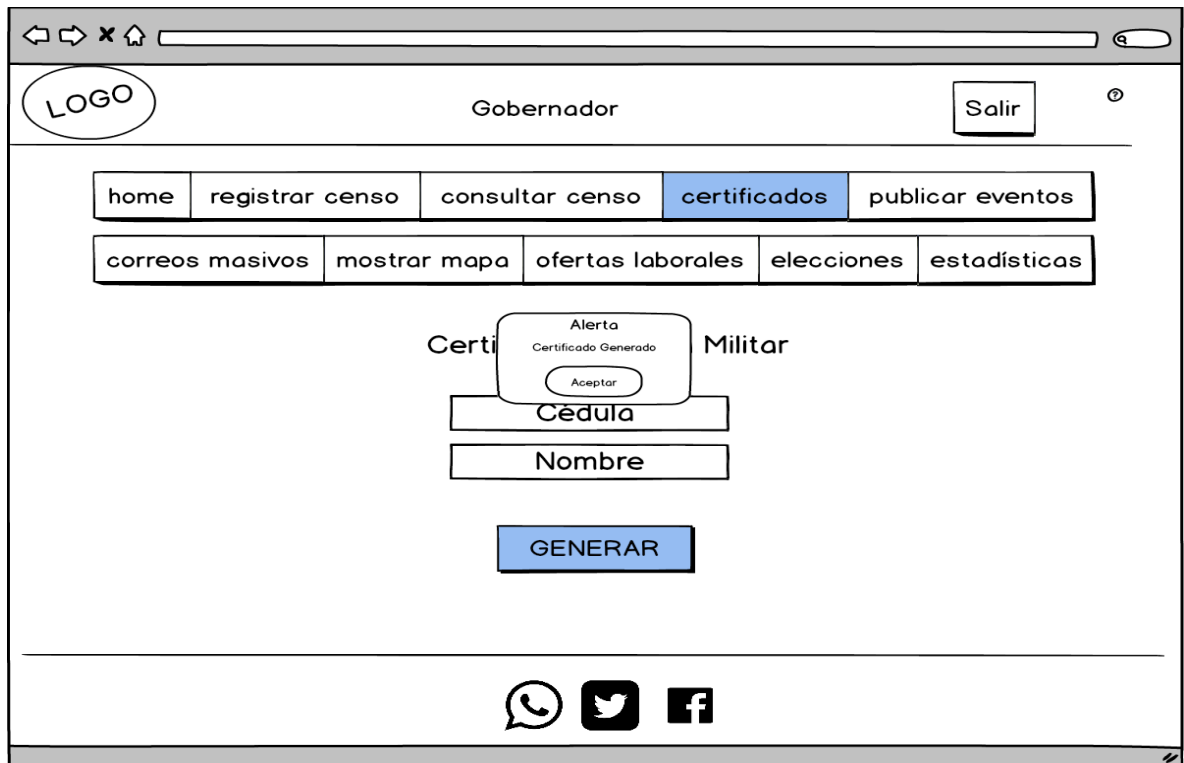 LOGO
Gobernador
Salir
?
home registrar censo consultar censo certificados publicar eventos
correos masivos mostrar mapa ofertas laborales elecciones estadísticas
Alerta
Certi Militar
Certificado Generado
Aceptar
Cédula
Nombre
GENERAR